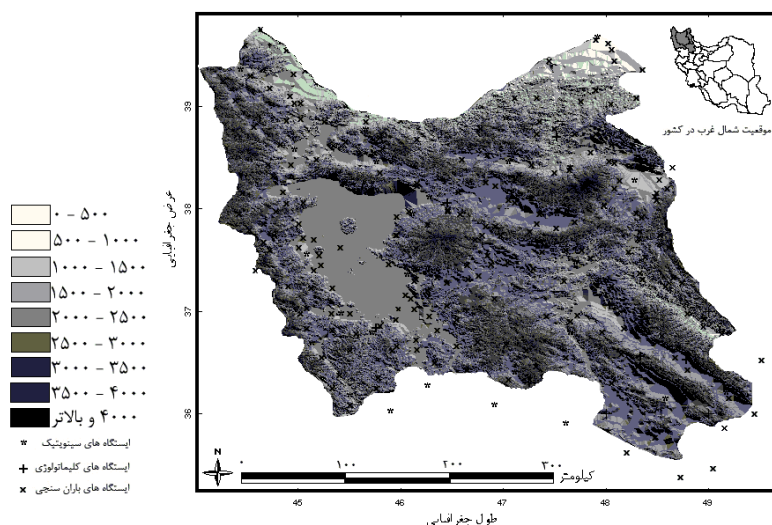 موقعیت شمال غرب در کشور
39
38
37
36
عرض جغرافیایی
۰ - ۵۰۰
۵۰۰ - ۱۰۰۰
۱۰۰۰ - ۱۵۰۰
۱۵۰۰ - ۲۰۰۰
۲۰۰۰ - ۲۵۰۰
۲۵۰۰ - ۳۰۰۰
۳۰۰۰ - ۳۵۰۰
۳۵۰۰ - ۴۰۰۰
۴۰۰۰ و بالاتر
ایستگاه های سینوپتیک
ایستگاه های کلیماتولوژی
ایستگاه های باران سنجی
N
۰ ۱۰۰ ۲۰۰ ۳۰۰
کیلومتر
45 46 47 48 49
طول جغرافیایی